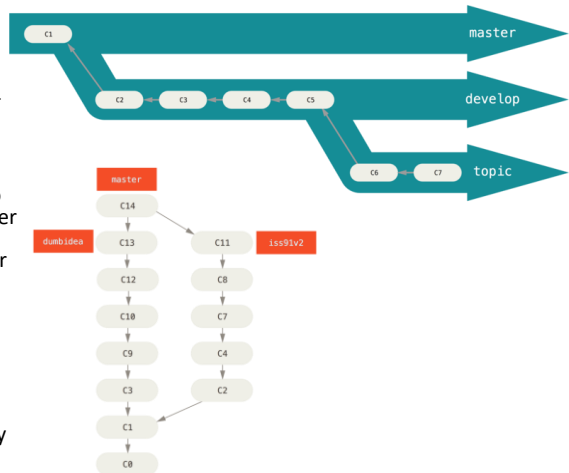 C1
master
C2
C3
C4
C5
develop
C6
C7
topic
er
r
y
master
C14
dumbidea
C13
C11
iss91v2
C12
C8
C10
C7
C9
C4
C3
C2
C1
C0